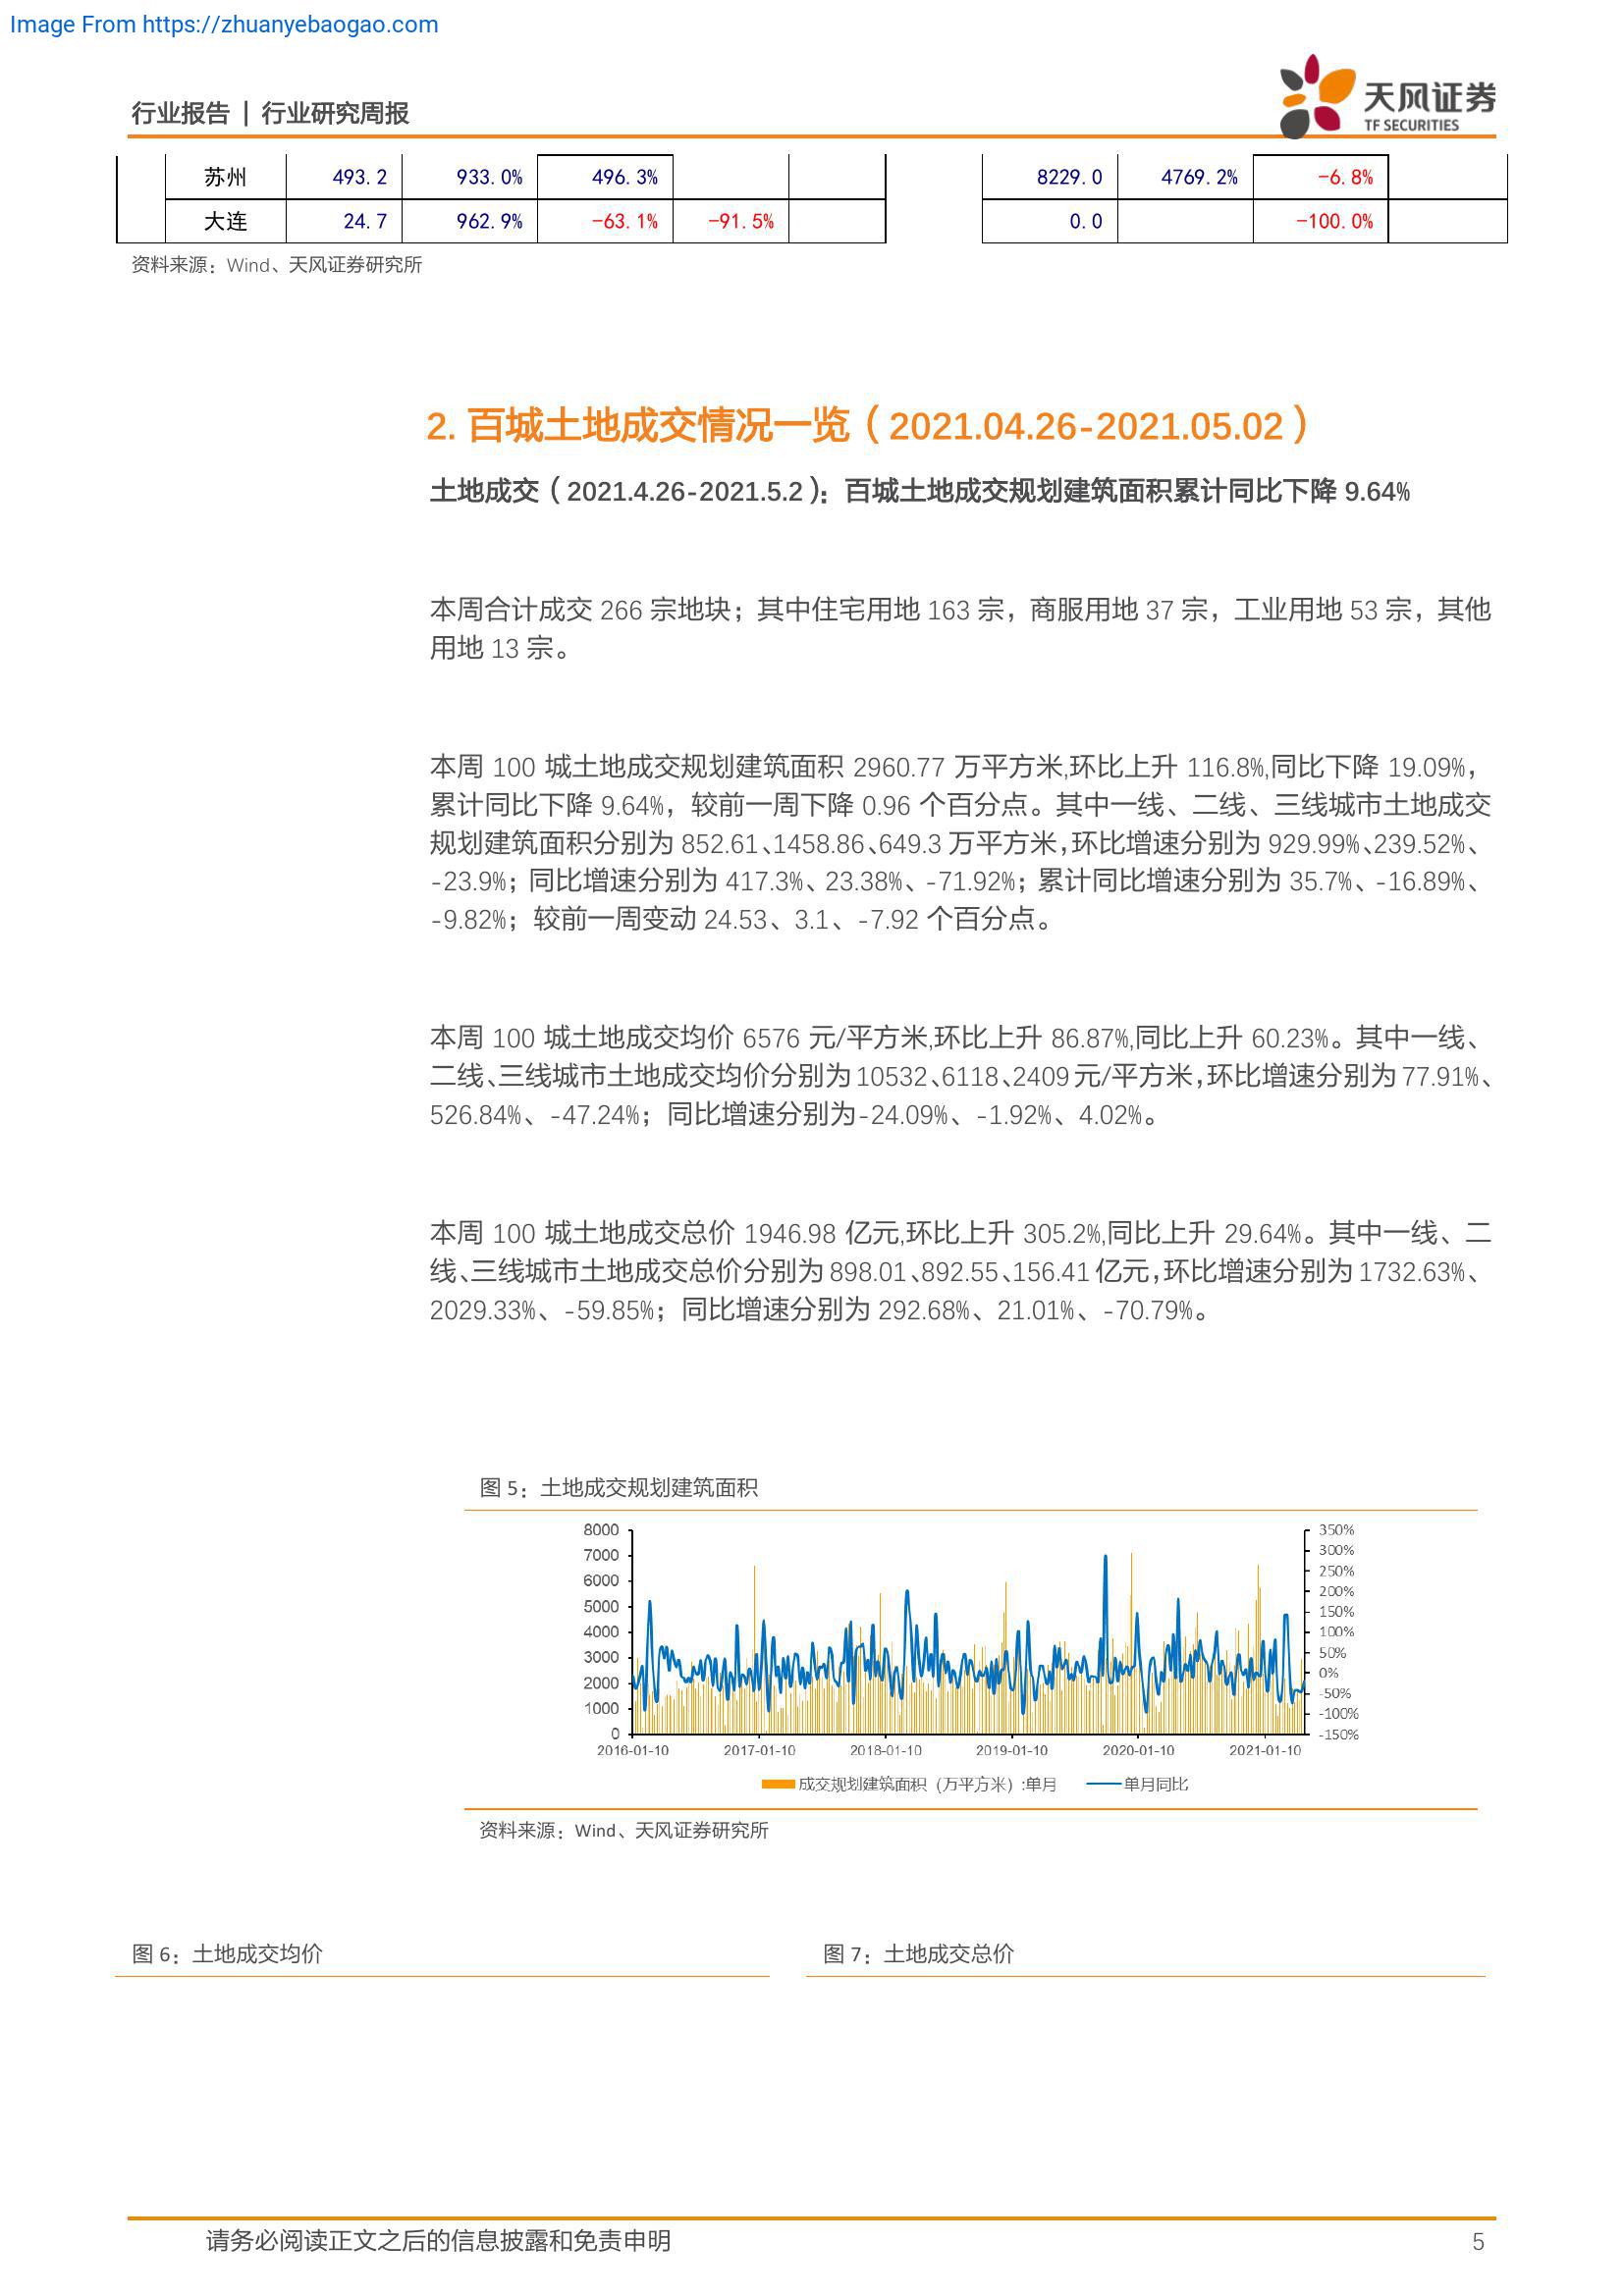 Image From https://zhuanyebaogao.com
行业报告 | 行业研究周报
天风证券
TF SECURITIES
苏州 493.2 933.0% 496.3% 8229.0 4769.2% -6.8%
大连 24.7 962.9% -63.1% -91.5% 0.0 -100.0%
资料来源：Wind、天风证券研究所
2. 百城土地成交情况一览（2021.04.26-2021.05.02）
土地成交（2021.4.26-2021.5.2）：百城土地成交规划建筑面积累计同比下降 9.64%
本周合计成交 266 宗地块；其中住宅用地 163 宗，商服用地 37 宗，工业用地 53 宗，其他
用地 13 宗。
本周 100 城土地成交规划建筑面积 2960.77 万平方米,环比上升 116.8%,同比下降 19.09%，
累计同比下降 9.64%，较前一周下降 0.96 个百分点。其中一线、二线、三线城市土地成交
规划建筑面积分别为 852.61、1458.86、649.3 万平方米，环比增速分别为 929.99%、239.52%、
-23.9%；同比增速分别为 417.3%、23.38%、-71.92%；累计同比增速分别为 35.7%、-16.89%、
-9.82%；较前一周变动 24.53、3.1、-7.92 个百分点。
本周 100 城土地成交均价 6576 元/平方米,环比上升 86.87%,同比上升 60.23%。其中一线、
二线、三线城市土地成交均价分别为 10532、6118、2409 元/平方米，环比增速分别为 77.91%、
526.84%、-47.24%；同比增速分别为-24.09%、-1.92%、4.02%。
本周 100 城土地成交总价 1946.98 亿元,环比上升 305.2%,同比上升 29.64%。其中一线、二
线、三线城市土地成交总价分别为 898.01、892.55、156.41 亿元，环比增速分别为 1732.63%、
2029.33%、-59.85%；同比增速分别为 292.68%、21.01%、-70.79%。
图 5：土地成交规划建筑面积
8000 350%
7000 300%
6000 250%
5000 200%
4000 150%
3000 100%
2000 50%
1000 0%
0 -50%
-100%
-150%
2016-01-10 2017-01-10 2018-01-10 2019-01-10 2020-01-10 2021-01-10
成交规划建筑面积（万平方米）:单月 单月同比
资料来源：Wind、天风证券研究所
图 6：土地成交均价 图 7：土地成交总价
请务必阅读正文之后的信息披露和免责申明 5